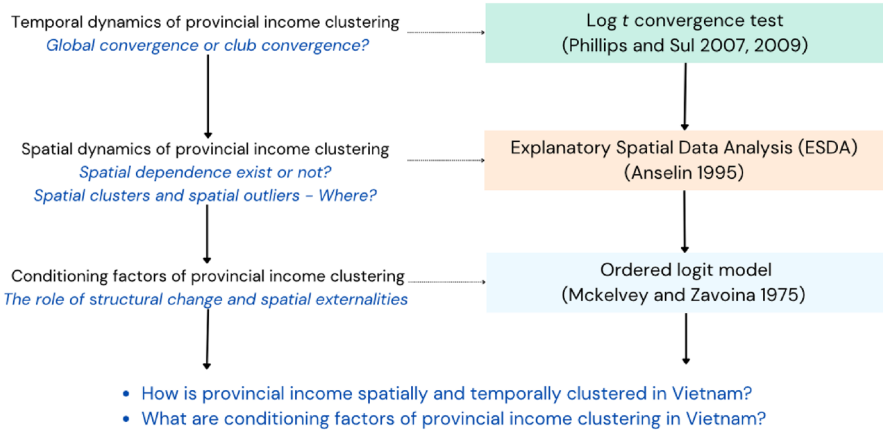 Temporal dynamics of provincial income clustering
Global convergence or club convergence?
Log t convergence test
(Phillips and Sul 2007, 2009)
Spatial dynamics of provincial income clustering
Spatial dependence exist or not?
Spatial clusters and spatial outliers - Where?
Explanatory Spatial Data Analysis (ESDA)
(Anselin 1995)
Conditioning factors of provincial income clustering
The role of structural change and spatial externalities
Ordered logit model
(Mckelvey and Zavoina 1975)
• How is provincial income spatially and temporally clustered in Vietnam?
• What are conditioning factors of provincial income clustering in Vietnam?